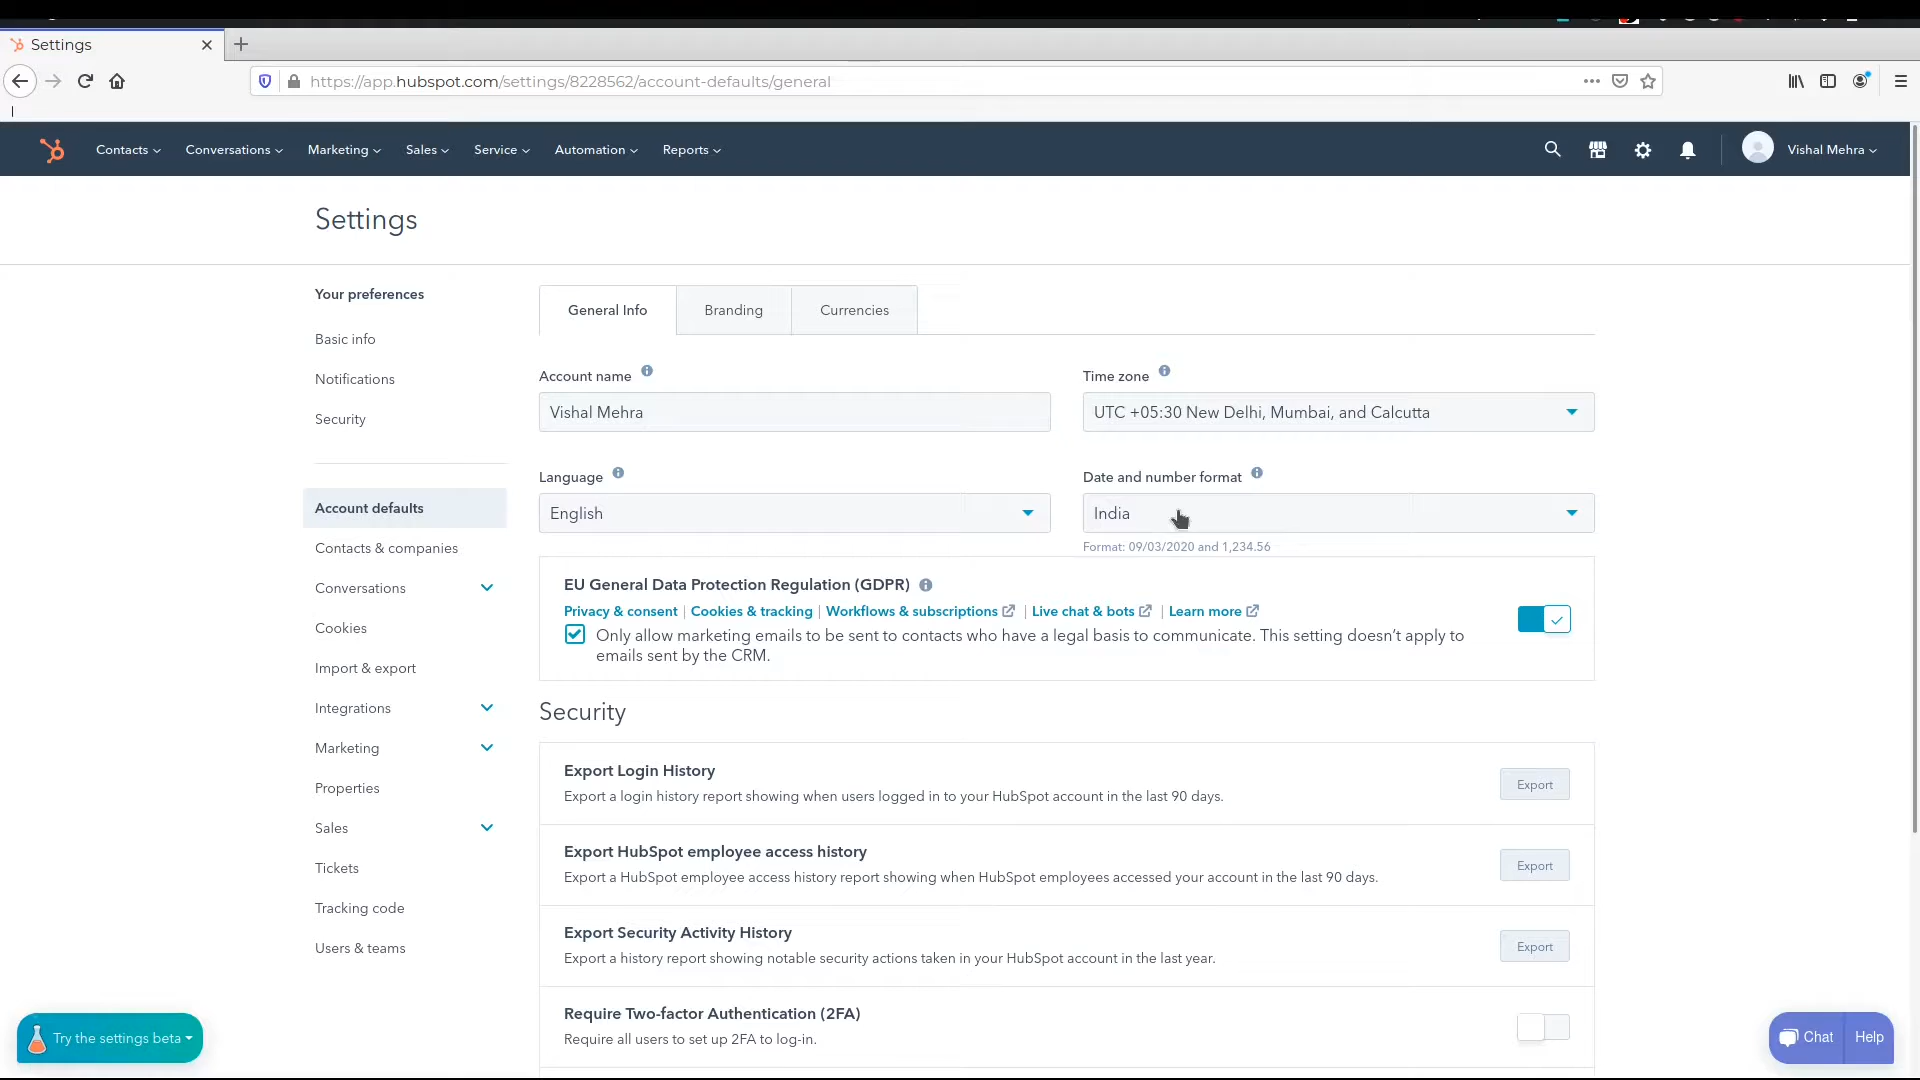 Settings
https://app.hubspot.com/settings/8228562/account-defaults/general
Contacts Conversations Marketing Sales Service Automation Reports Vishal Mehra
Settings
Your preferences
Basic info
Notifications
Security
Account defaults
Contacts & companies
Conversations
Cookies
Import & export
Integrations
Marketing
Properties
Sales
Tickets
Tracking code
Users & teams
General Info Branding Currencies
Account name
Vishal Mehra
Time zone
UTC +05:30 New Delhi, Mumbai, and Calcutta
Language
English
Date and number format
India
Format: 09/03/2020 and 1,234.56
EU General Data Protection Regulation (GDPR)
Privacy & consent | Cookies & tracking | Workflows & subscriptions | Live chat & bots | Learn more
Only allow marketing emails to be sent to contacts who have a legal basis to communicate. This setting doesn't apply to
emails sent by the CRM.
Security
Export Login History
Export a login history report showing when users logged in to your HubSpot account in the last 90 days.
Export
Export HubSpot employee access history
Export a HubSpot employee access history report showing when HubSpot employees accessed your account in the last 90 days.
Export
Export Security Activity History
Export a history report showing notable security actions taken in your HubSpot account in the last year.
Export
Require Two-factor Authentication (2FA)
Require all users to set up 2FA to log-in.
Try the settings beta
Chat Help